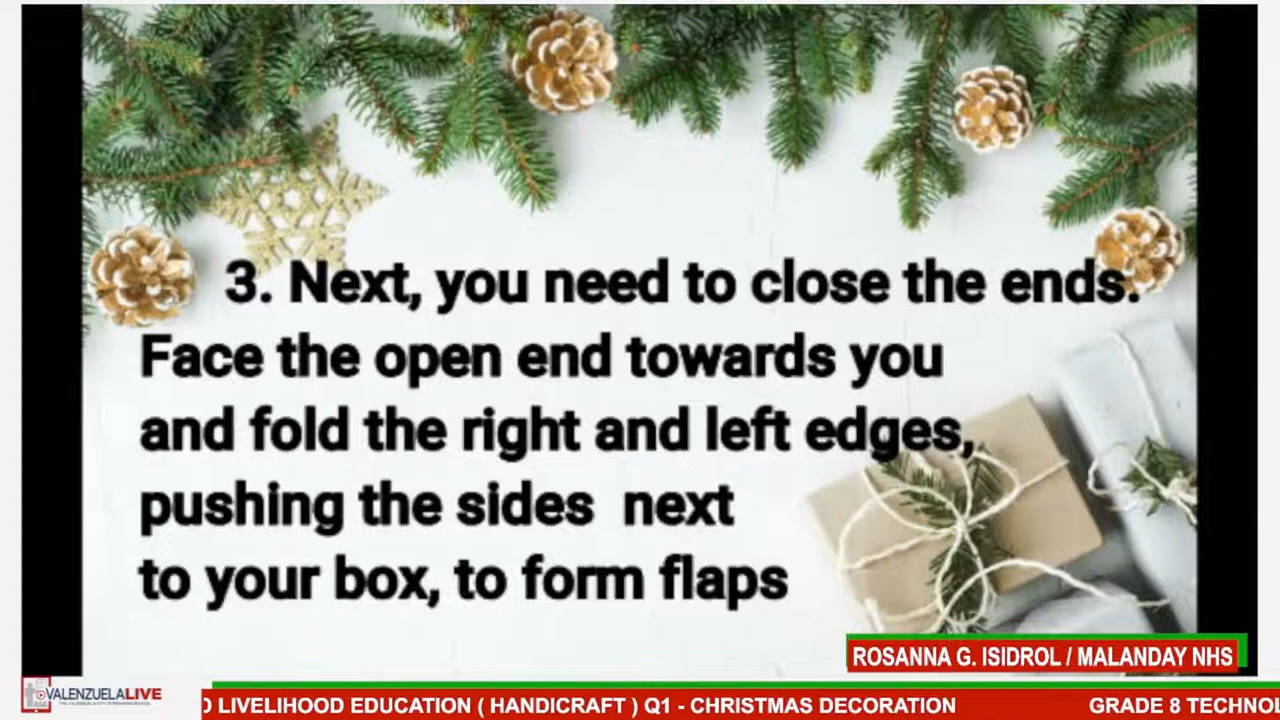 3. Next, you need to close the ends.
Face the open end towards you
and fold the right and left edges,
pushing the sides next
to your box, to form flaps
ROSANNA G. ISIDROL / MALANDAY NHS
VALENZUELALIVE
LIVELIHOOD EDUCATION ( HANDICRAFT ) Q1 - CHRISTMAS DECORATION GRADE 8